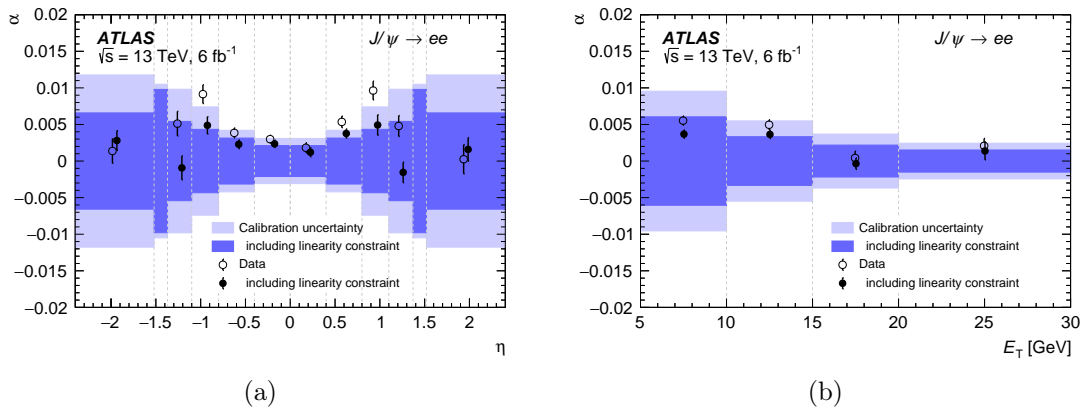 α
0.02
0.015
0.01
0.005
0
−0.005
−0.01
−0.015
−0.02
ATLAS
√s = 13 TeV, 6 fb⁻¹
J/ψ → ee
Calibration uncertainty
including linearity constraint
Data
including linearity constraint
−2 −1.5 −1 −0.5 0 0.5 1 1.5 2
η
(a)
α
0.02
0.015
0.01
0.005
0
−0.005
−0.01
−0.015
−0.02
ATLAS
√s = 13 TeV, 6 fb⁻¹
J/ψ → ee
Calibration uncertainty
including linearity constraint
Data
including linearity constraint
5 10 15 20 25 30
E_T [GeV]
(b)